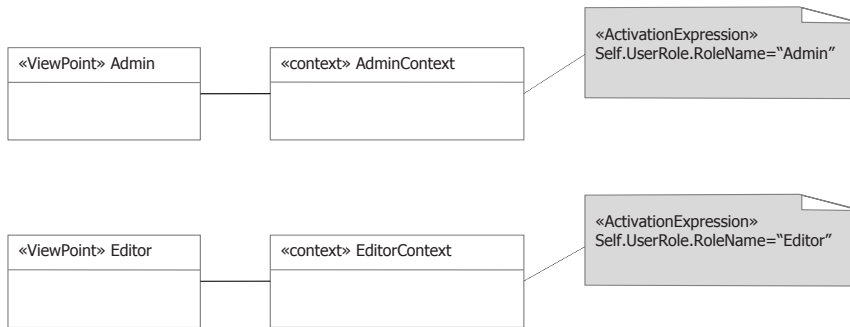 «ActivationExpression»
Self.UserRole.RoleName=“Admin”
«ViewPoint» Admin
«context» AdminContext
«ActivationExpression»
Self.UserRole.RoleName=“Editor”
«ViewPoint» Editor
«context» EditorContext